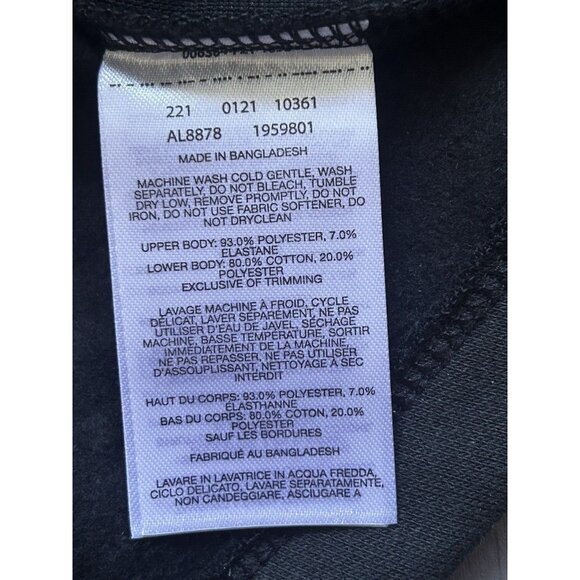 221 0121 10361
AL8878 1959801
MADE IN BANGLADESH
MACHINE WASH COLD GENTLE, WASH
SEPARATELY, DO NOT BLEACH, TUMBLE
DRY LOW, REMOVE PROMPTLY, DO NOT
IRON, DO NOT USE FABRIC SOFTENER, DO
NOT DRYCLEAN
UPPER BODY: 93.0% POLYESTER, 7.0%
ELASTANE
LOWER BODY: 80.0% COTTON, 20.0%
POLYESTER
EXCLUSIVE OF TRIMMING
LAVAGE MACHINE À FROID, CYCLE
DÉLICAT, LAVER SÉPARÉMENT, NE PAS
UTILISER D'EAU DE JAVEL, SÉCHAGE
MACHINE, BASSE TEMPÉRATURE, SORTIR
IMMÉDIATEMENT DE LA MACHINE,
NE PAS REPASSER, NE PAS UTILISER
D'ASSOUPLISSANT, NETTOYAGE À SEC
INTERDIT
HAUT DU CORPS: 93.0% POLYESTER, 7.0%
ÉLASTHANNE
BAS DU CORPS: 80.0% COTON, 20.0%
POLYESTER
SAUF LES BORDURES
FABRIQUÉ AU BANGLADESH
LAVARE IN LAVATRICE IN ACQUA FREDDA,
CICLO DELICATO, LAVARE SEPARATAMENTE,
NON CANDEGGIARE, ASCIUGARE A